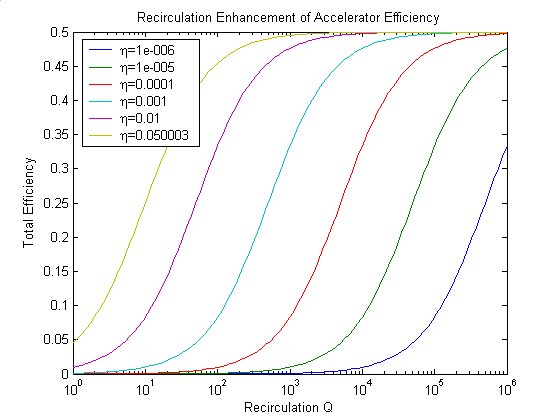 Recirculation Enhancement of Accelerator Efficiency
0.5
0.45
0.4
0.35
0.3
0.25
0.2
0.15
0.1
0.05
0
Total Efficiency
η=1e-006
η=1e-005
η=0.0001
η=0.001
η=0.01
η=0.050003
10^0 10^1 10^2 10^3 10^4 10^5 10^6
Recirculation Q